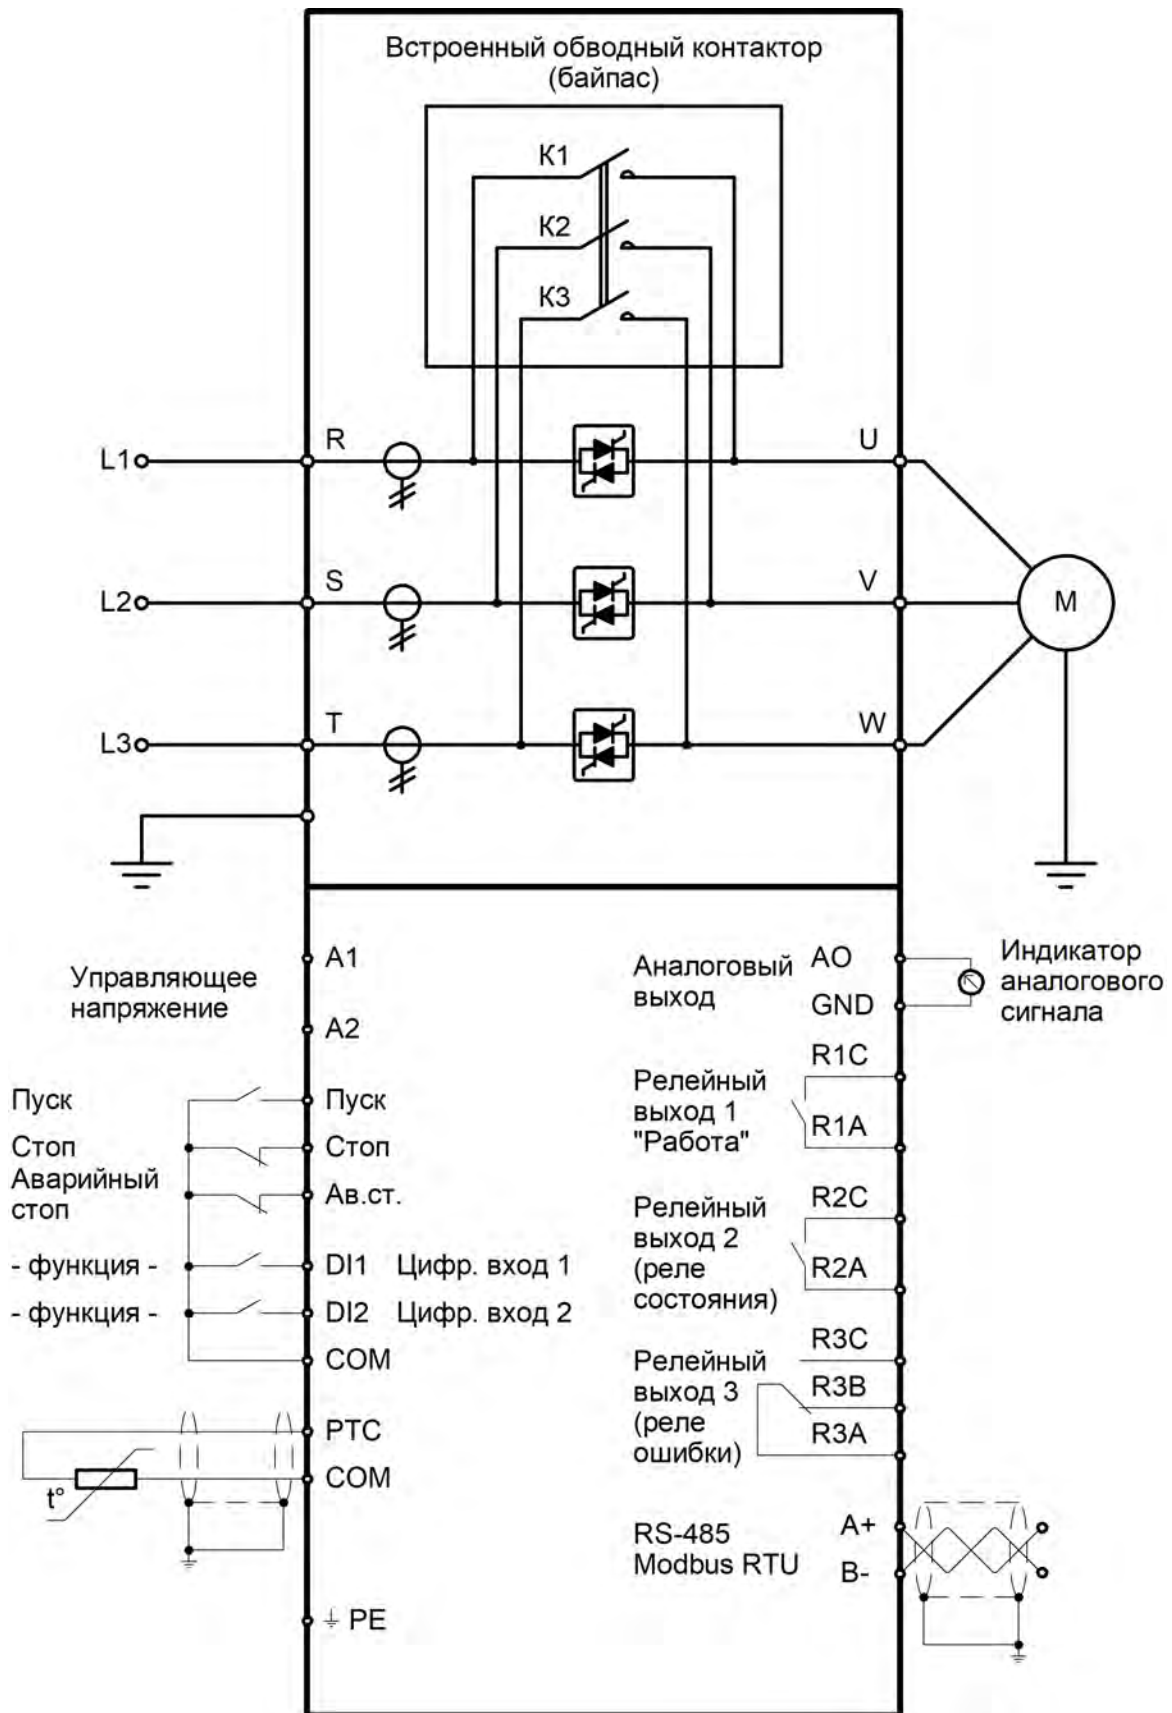 Встроенный обводный контактор
(байпас)
К1
К2
К3
L1
R
U
L2
S
V
M
L3
T
W
Управляющее
напряжение
A1
A2
Аналоговый
выход
AO
GND
Индикатор
аналогового
сигнала
Пуск
Пуск
Стоп
Стоп
Аварийный
стоп
Ав.ст.
- функция -
DI1 Цифр. вход 1
- функция -
DI2 Цифр. вход 2
COM
Релейный
выход 1
"Работа"
R1C
R1A
Релейный
выход 2
(реле
состояния)
R2C
R2A
Релейный
выход 3
(реле
ошибки)
R3C
R3B
R3A
PTC
COM
t°
RS-485
Modbus RTU
A+
B-
PE